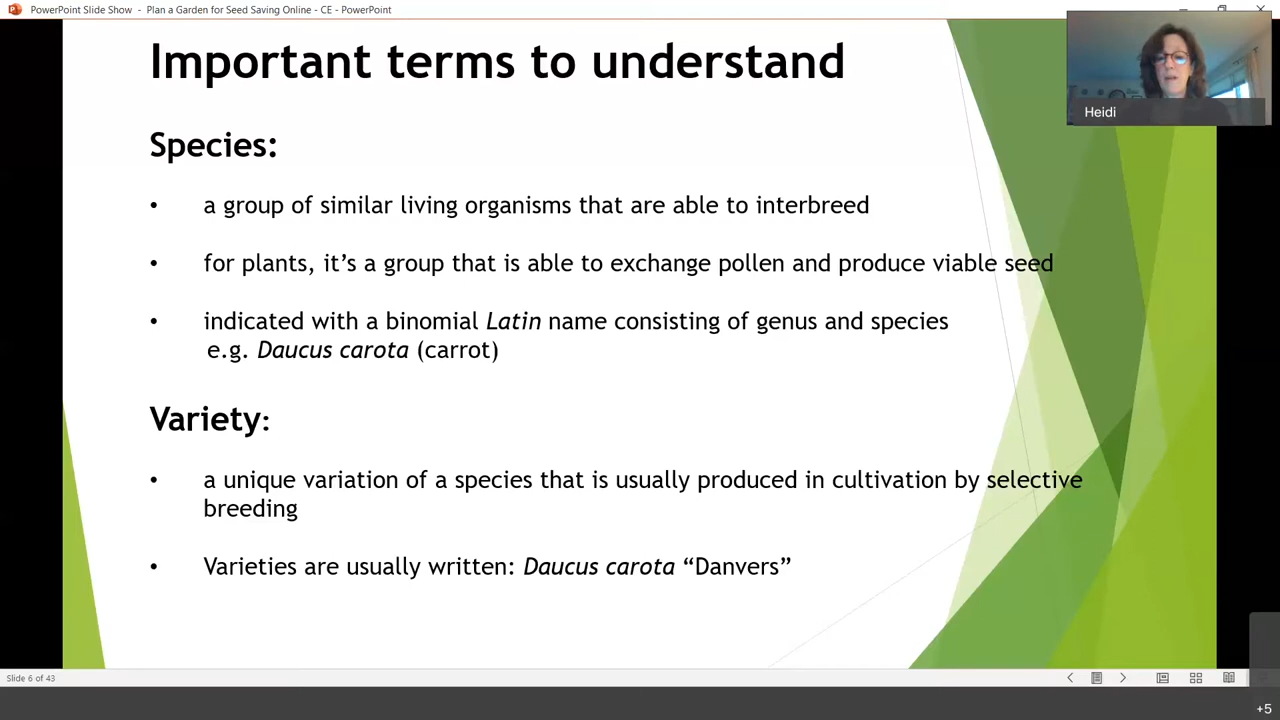 PowerPoint Slide Show - Plan a Garden for Seed Saving Online - CE - PowerPoint
Important terms to understand
Heidi
Species:
• a group of similar living organisms that are able to interbreed
• for plants, it’s a group that is able to exchange pollen and produce viable seed
• indicated with a binomial Latin name consisting of genus and species
e.g. Daucus carota (carrot)
Variety:
• a unique variation of a species that is usually produced in cultivation by selective
breeding
• Varieties are usually written: Daucus carota “Danvers”
Slide 6 of 43
+5